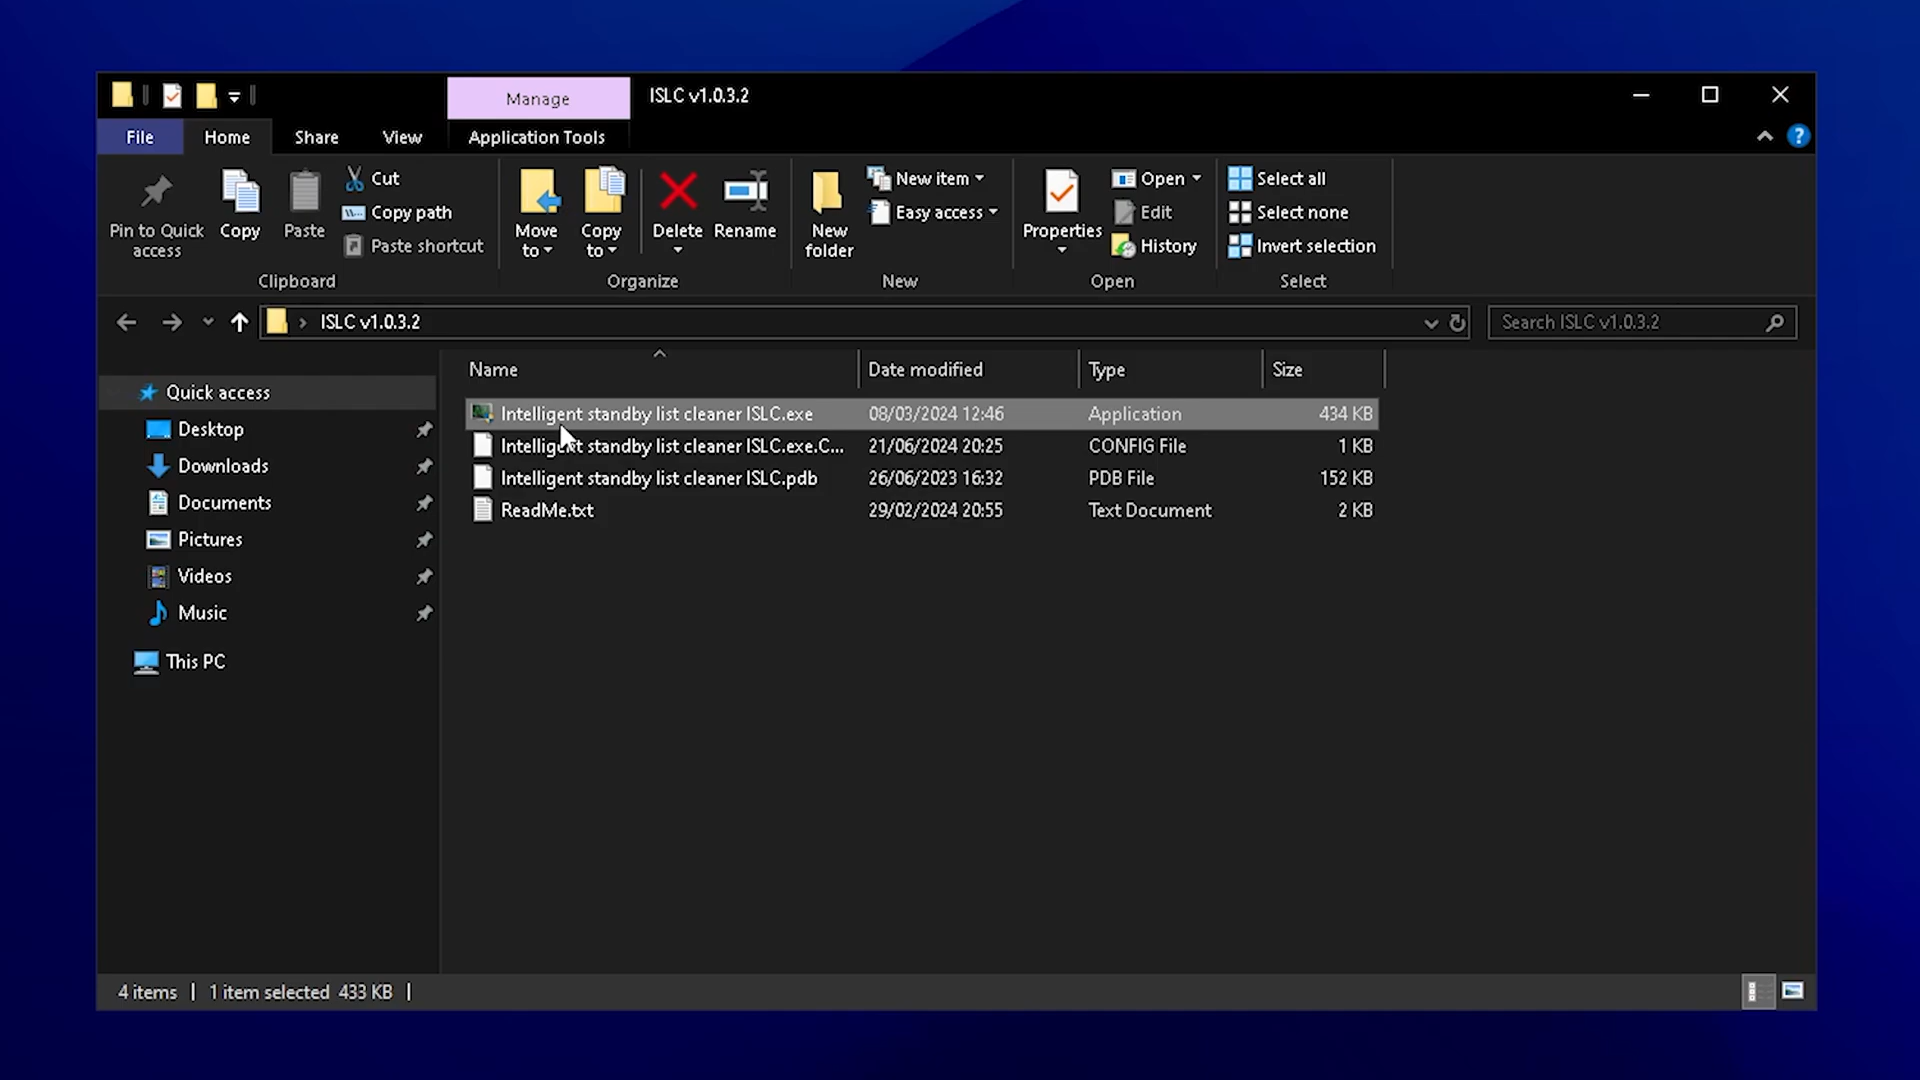 Manage
ISLC v1.0.3.2
File
Home
Share
View
Application Tools
Pin to Quick access
Copy
Paste
Cut
Copy path
Paste shortcut
Clipboard
Move to
Copy to
Delete
Rename
Organize
New folder
New item
Easy access
New
Properties
Open
Edit
History
Open
Select all
Select none
Invert selection
Select
ISLC v1.0.3.2
Search ISLC v1.0.3.2
Quick access
Desktop
Downloads
Documents
Pictures
Videos
Music
This PC
Name Date modified Type Size
Intelligent standby list cleaner ISLC.exe 08/03/2024 12:46 Application 434 KB
Intelligent standby list cleaner ISLC.exe.C... 21/06/2024 20:25 CONFIG File 1 KB
Intelligent standby list cleaner ISLC.pdb 26/06/2023 16:32 PDB File 152 KB
ReadMe.txt 29/02/2024 20:55 Text Document 2 KB
4 items 1 item selected 433 KB